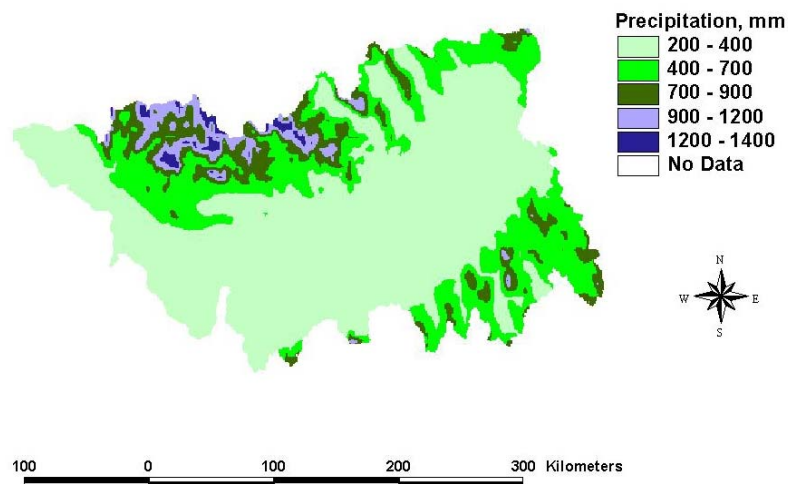 Precipitation, mm
200 - 400
400 - 700
700 - 900
900 - 1200
1200 - 1400
No Data
N
W E
S
100 0 100 200 300 Kilometers